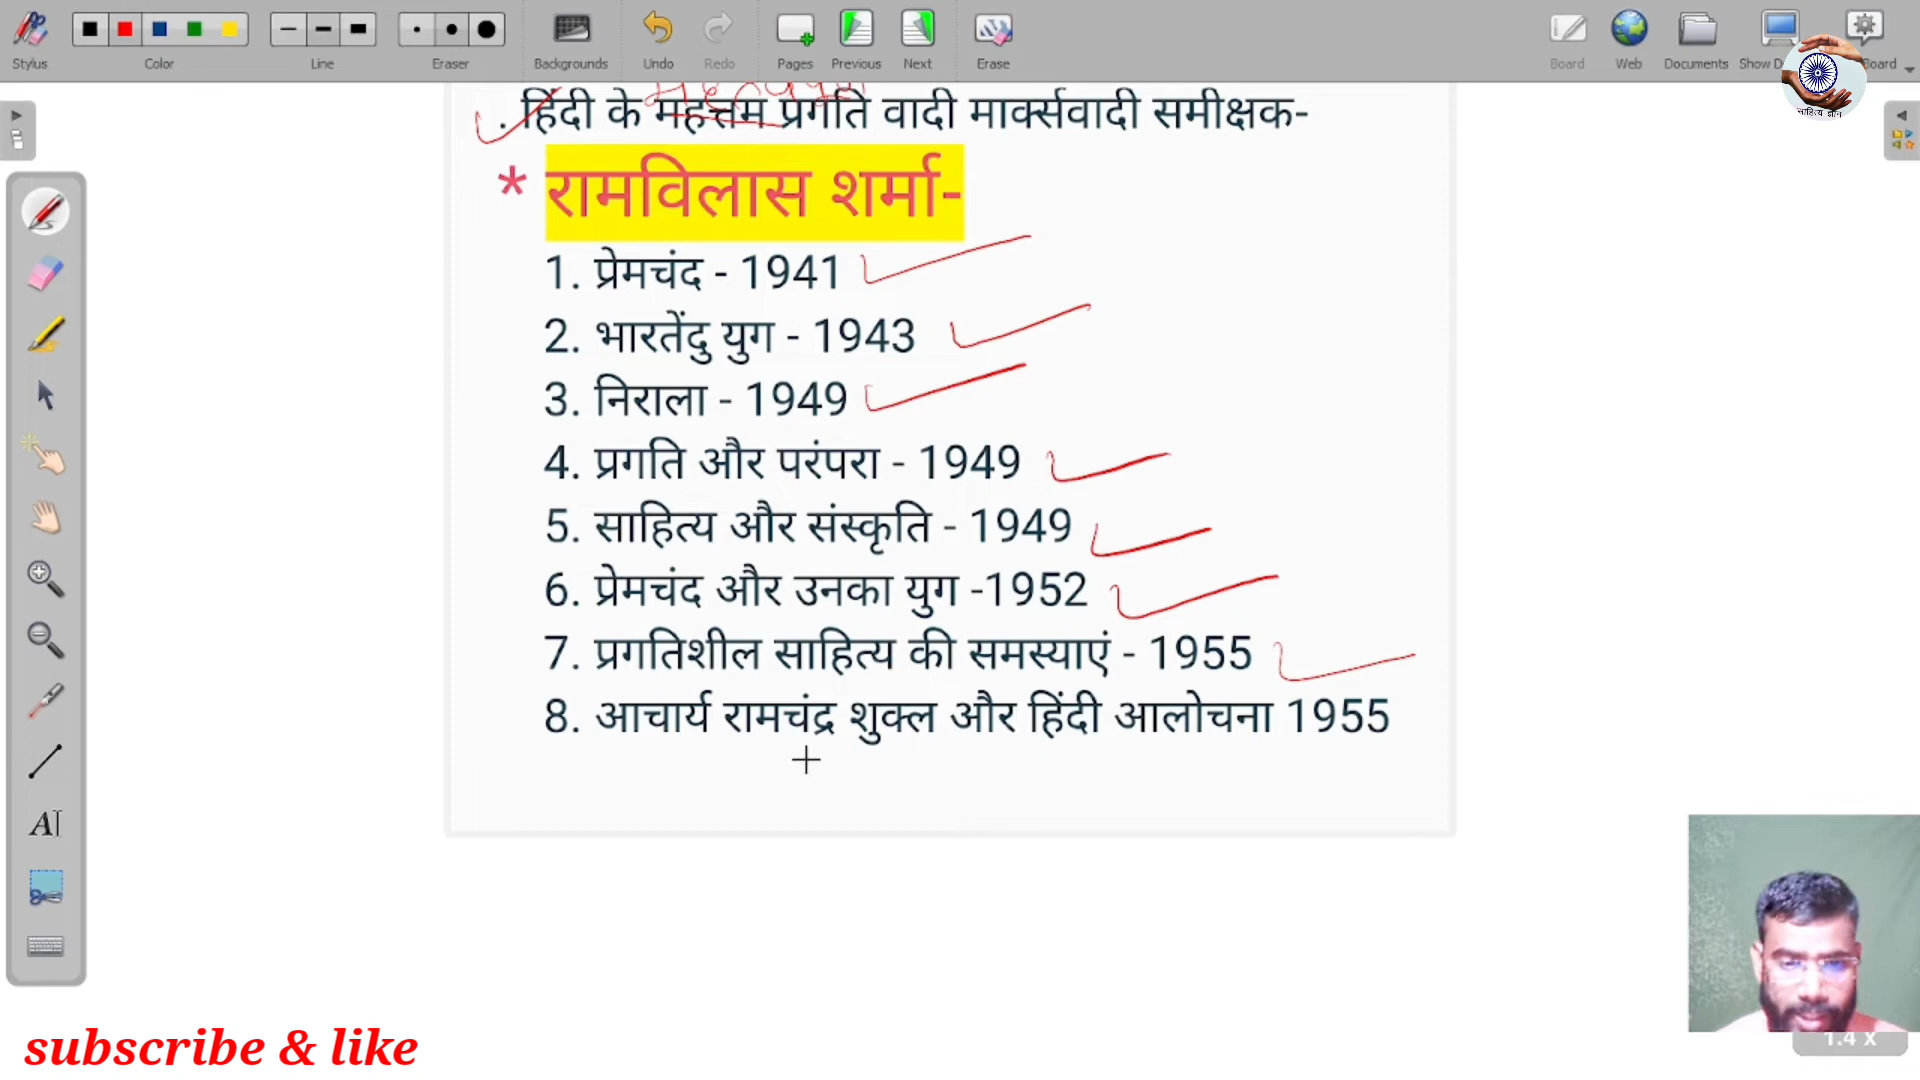 Stylus
Color
Line
Eraser
Backgrounds
Undo
Redo
Pages
Previous
Next
Erase
Board
Web
Documents
Show D
Board
साहित्य ज्ञान
. हिंदी के महत्तम प्रगति वादी मार्क्सवादी समीक्षक-
* रामविलास शर्मा-
1. प्रेमचंद - 1941
2. भारतेंदु युग - 1943
3. निराला - 1949
4. प्रगति और परंपरा - 1949
5. साहित्य और संस्कृति - 1949
6. प्रेमचंद और उनका युग -1952
7. प्रगतिशील साहित्य की समस्याएं - 1955
8. आचार्य रामचंद्र शुक्ल और हिंदी आलोचना 1955
subscribe & like
1.4 x